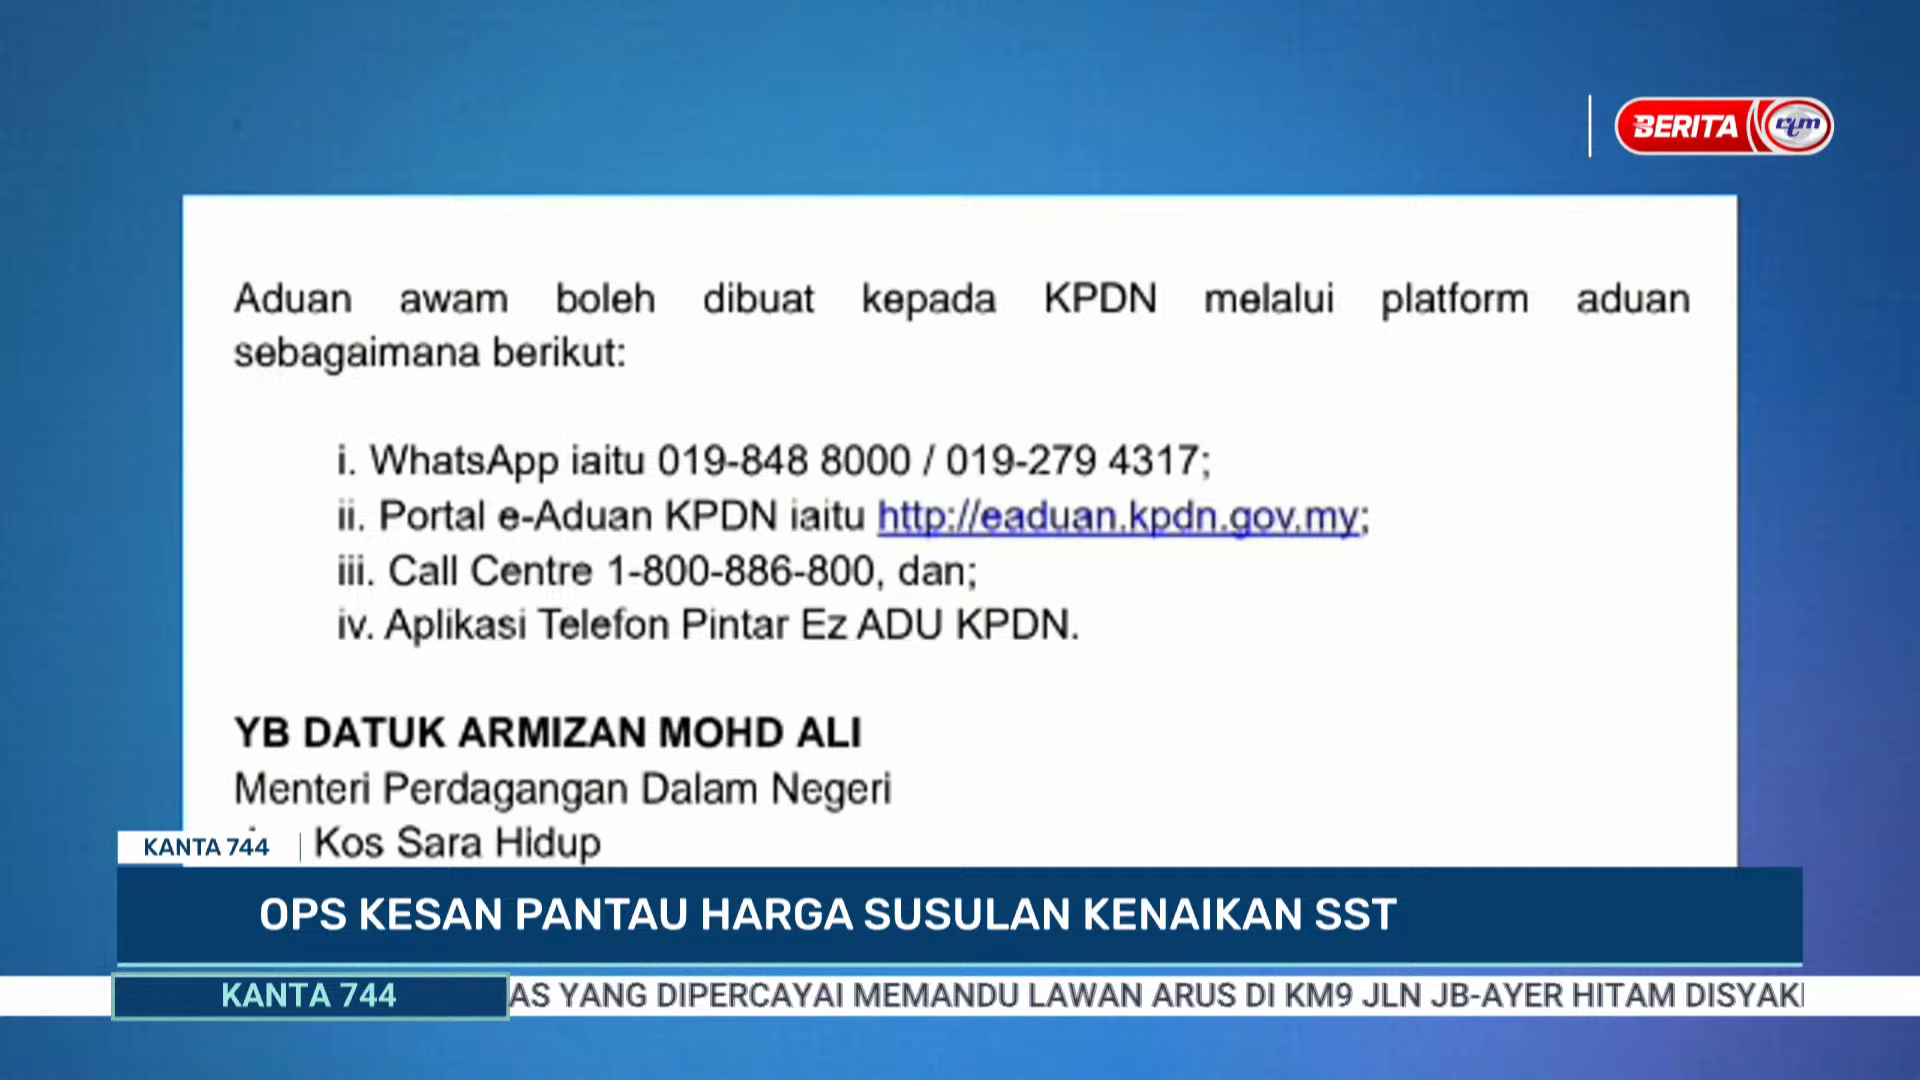 BERITA rtm
Aduan awam boleh dibuat kepada KPDN melalui platform aduan
sebagaimana berikut:
i. WhatsApp iaitu 019-848 8000 / 019-279 4317;
ii. Portal e-Aduan KPDN iaitu http://eaduan.kpdn.gov.my;
iii. Call Centre 1-800-886-800, dan;
iv. Aplikasi Telefon Pintar Ez ADU KPDN.
YB DATUK ARMIZAN MOHD ALI
Menteri Perdagangan Dalam Negeri
Kos Sara Hidup
KANTA 744
OPS KESAN PANTAU HARGA SUSULAN KENAIKAN SST
KANTA 744
AS YANG DIPERCAYAI MEMANDU LAWAN ARUS DI KM9 JLN JB-AYER HITAM DISYAK